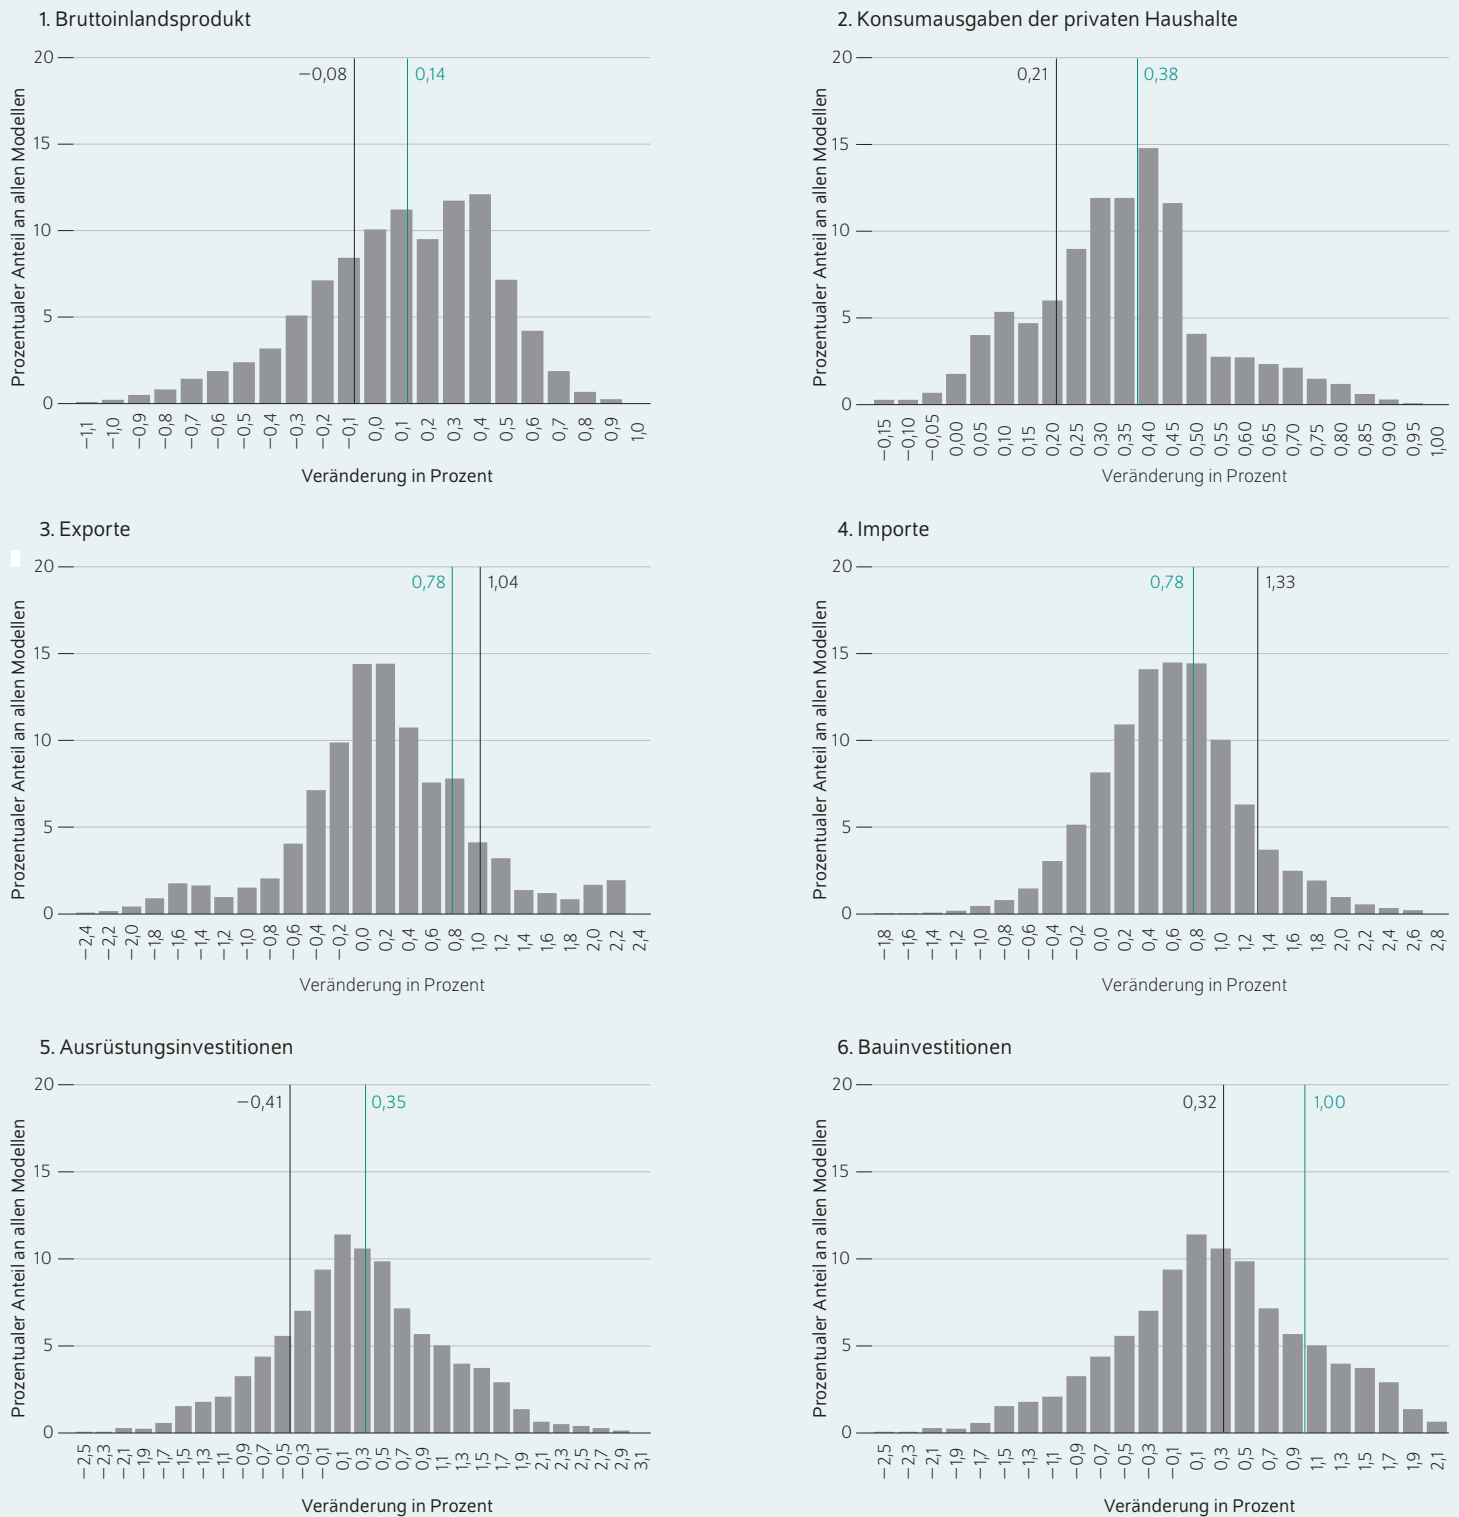 1. Bruttoinlandsprodukt
20
15
10
5
0
Prozentualer Anteil an allen Modellen
−0,08
0,14
−1,1 −1,0 −0,9 −0,8 −0,7 −0,6 −0,5 −0,4 −0,3 −0,2 −0,1 0,0 0,1 0,2 0,3 0,4 0,5 0,6 0,7 0,8 0,9 1,0
Veränderung in Prozent
2. Konsumausgaben der privaten Haushalte
20
15
10
5
0
Prozentualer Anteil an allen Modellen
0,21
0,38
−0,15 −0,10 −0,05 0,00 0,05 0,10 0,15 0,20 0,25 0,30 0,35 0,40 0,45 0,50 0,55 0,60 0,65 0,70 0,75 0,80 0,85 0,90 0,95 1,00
Veränderung in Prozent
3. Exporte
20
15
10
5
0
Prozentualer Anteil an allen Modellen
0,78
1,04
−2,4 −2,2 −2,0 −1,8 −1,6 −1,4 −1,2 −1,0 −0,8 −0,6 −0,4 −0,2 0,0 0,2 0,4 0,6 0,8 1,0 1,2 1,4 1,6 1,8 2,0 2,2 2,4
Veränderung in Prozent
4. Importe
20
15
10
5
0
Prozentualer Anteil an allen Modellen
0,78
1,33
−1,8 −1,6 −1,4 −1,2 −1,0 −0,8 −0,6 −0,4 −0,2 0,0 0,2 0,4 0,6 0,8 1,0 1,2 1,4 1,6 1,8 2,0 2,2 2,4 2,6 2,8
Veränderung in Prozent
5. Ausrüstungsinvestitionen
20
15
10
5
0
Prozentualer Anteil an allen Modellen
−0,41
0,35
−2,5 −2,3 −2,1 −1,9 −1,7 −1,5 −1,3 −1,1 −0,9 −0,7 −0,5 −0,3 −0,1 0,1 0,3 0,5 0,7 0,9 1,1 1,3 1,5 1,7 1,9 2,1 2,3 2,5 2,7 2,9 3,1
Veränderung in Prozent
6. Bauinvestitionen
20
15
10
5
0
Prozentualer Anteil an allen Modellen
0,32
1,00
−2,5 −2,3 −2,1 −1,9 −1,7 −1,5 −1,3 −1,1 −0,9 −0,7 −0,5 −0,3 −0,1 0,1 0,3 0,5 0,7 0,9 1,1 1,3 1,5 1,7 1,9 2,1
Veränderung in Prozent